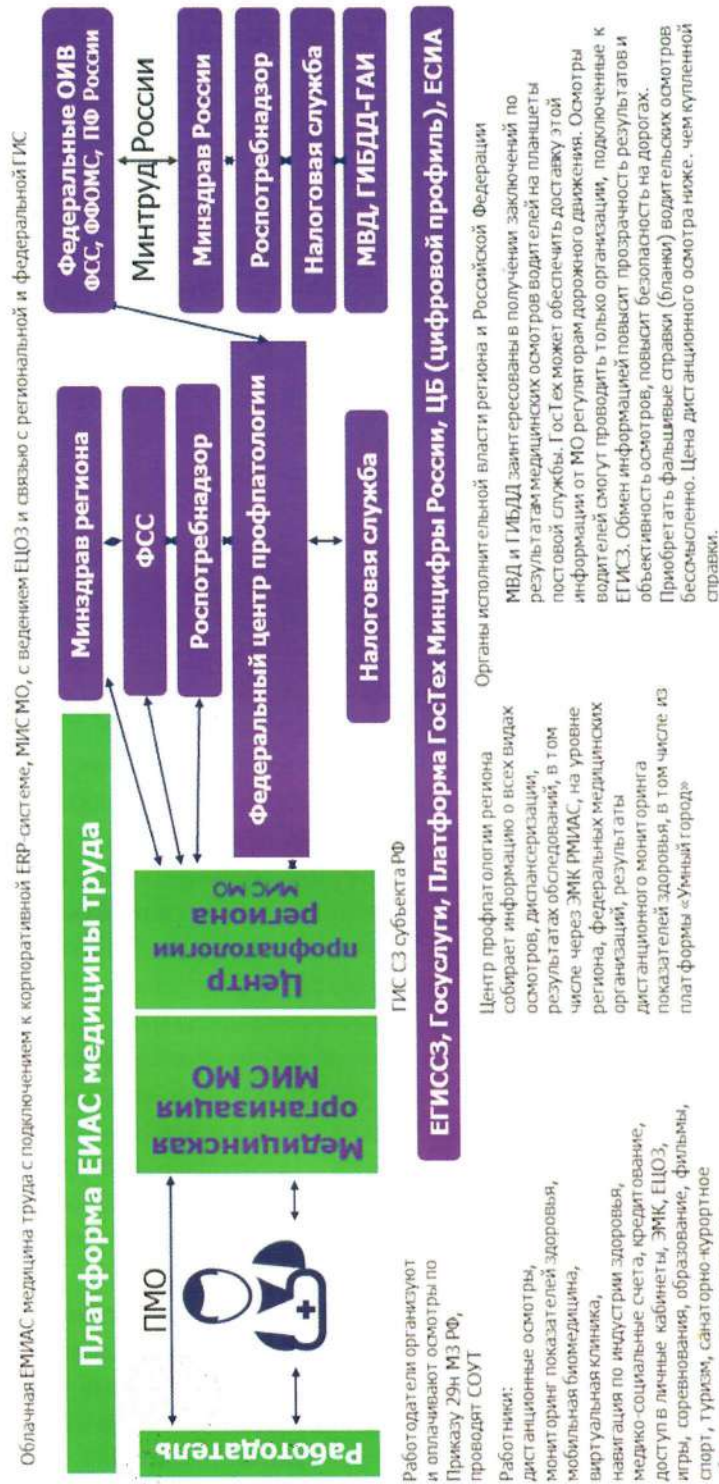 Облачная ЕМИАС медицина труда с подключением к корпоративной ERP-системе, МИС МО, с ведением ЕЦОЗ и связью с региональной и федеральной ГИС
Платформа ЕИАС медицины труда
Работодатель
ПМО
Медицинская
организация
МИС МО
Центр
профпатологии
региона
МИС МО
Минздрав региона
ФСС
Роспотребнадзор
Федеральный центр профпатологии
Налоговая служба
Федеральные ОИВ
ФСС, ФФОМС, ПФ России
Минтруд России
Минздрав России
Роспотребнадзор
Налоговая служба
МВД, ГИБДД-ГАИ
ГИС СЗ субъекта РФ
ЕГИССЗ, Госуслуги, Платформа ГосТех Минцифры России, ЦБ (цифровой профиль), ЕСИА
Работодатели организуют
и оплачивают осмотры по
Приказу 29н МЗ РФ,
проводят СОУТ
Работники:
дистанционные осмотры,
мониторинг показателей здоровья,
мобильная биомедицина,
виртуальная клиника,
навигация по индустрии здоровья,
медико-социальные счета, кредитование,
доступ в личные кабинеты, ЭМК, ЕЦОЗ,
игры, соревнования, образование, фильмы,
спорт, туризм, санаторно-курортное
Центр профпатологии региона
собирает информацию о всех видах
осмотров, диспансеризации,
результатах обследований, в том
числе через ЭМК РМИАС, на уровне
региона, федеральных медицинских
организаций, результаты
дистанционного мониторинга
показателей здоровья, в том числе из
платформы «Умный город»
Органы исполнительной власти региона и Российской Федерации
МВД и ГИБДД заинтересованы в получении заключений по
результатам медицинских осмотров водителей на планшеты
постовой службы. ГосТех может обеспечить доставку этой
информации от МО регуляторам дорожного движения. Осмотры
водителей смогут проводить только организации, подключенные к
ЕГИСЗ. Обмен информацией повысит прозрачность результатов и
объективность осмотров, повысит безопасность на дорогах.
Приобретать фальшивые справки (бланки) водительских осмотров
бессмысленно. Цена дистанционного осмотра ниже. чем купленной
справки.